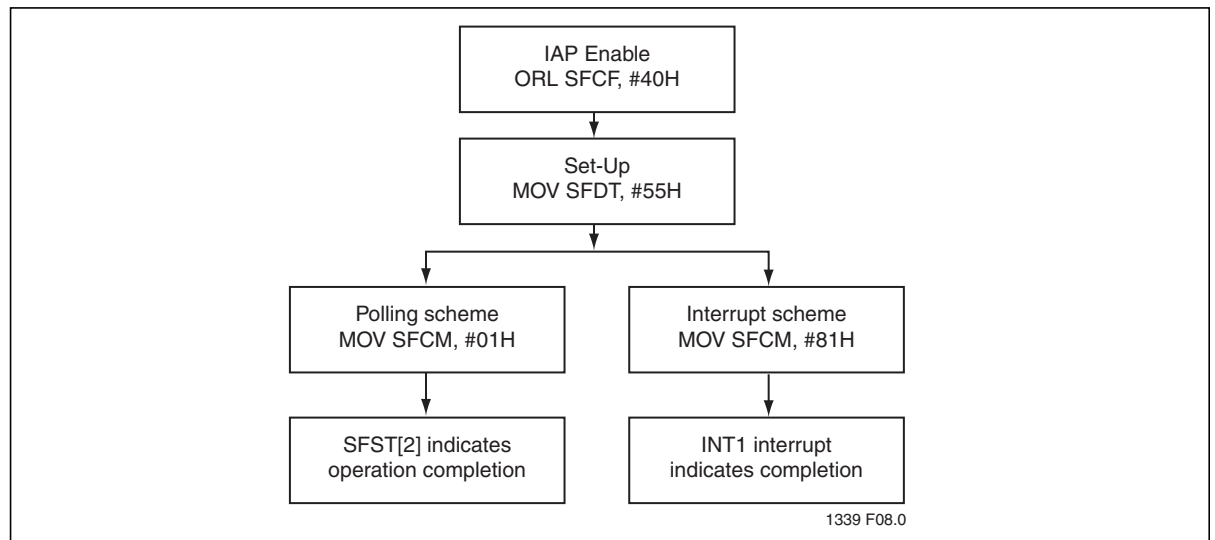 IAP Enable
ORL SFCF, #40H
Set-Up
MOV SFDT, #55H
Polling scheme
MOV SFCM, #01H
Interrupt scheme
MOV SFCM, #81H
SFST[2] indicates
operation completion
INT1 interrupt
indicates completion
1339 F08.0